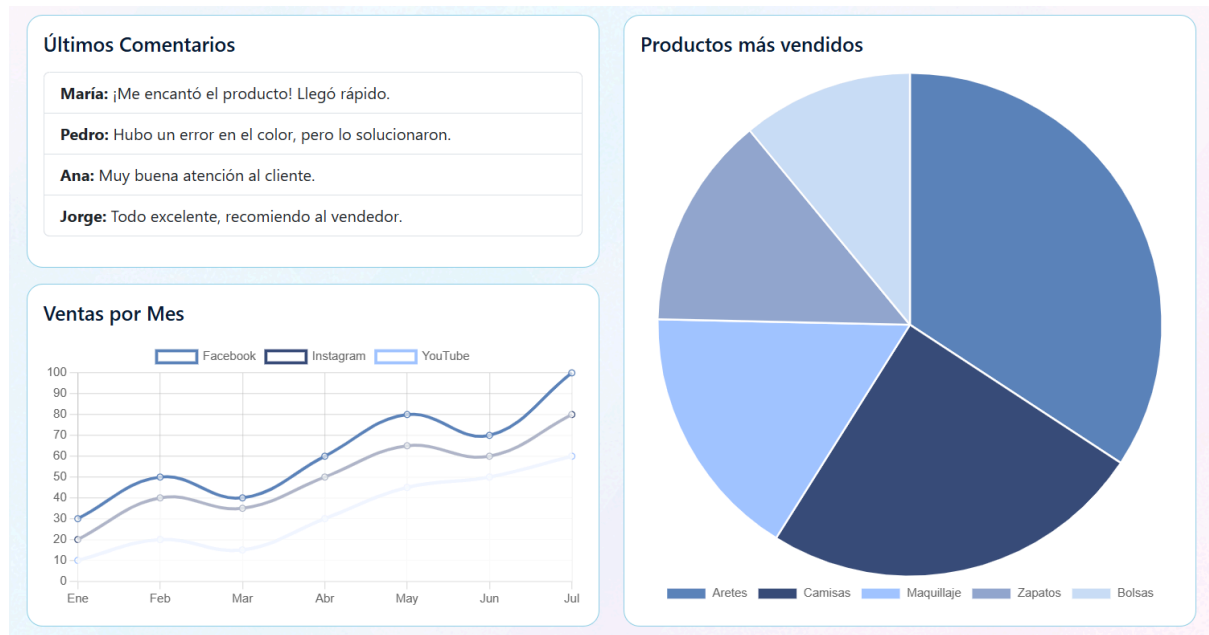 Últimos Comentarios
María: ¡Me encantó el producto! Llegó rápido.
Pedro: Hubo un error en el color, pero lo solucionaron.
Ana: Muy buena atención al cliente.
Jorge: Todo excelente, recomiendo al vendedor.
Ventas por Mes
Facebook Instagram YouTube
100
90
80
70
60
50
40
30
20
10
0
Ene Feb Mar Abr May Jun Jul
Productos más vendidos
Aretes Camisas Maquillaje Zapatos Bolsas